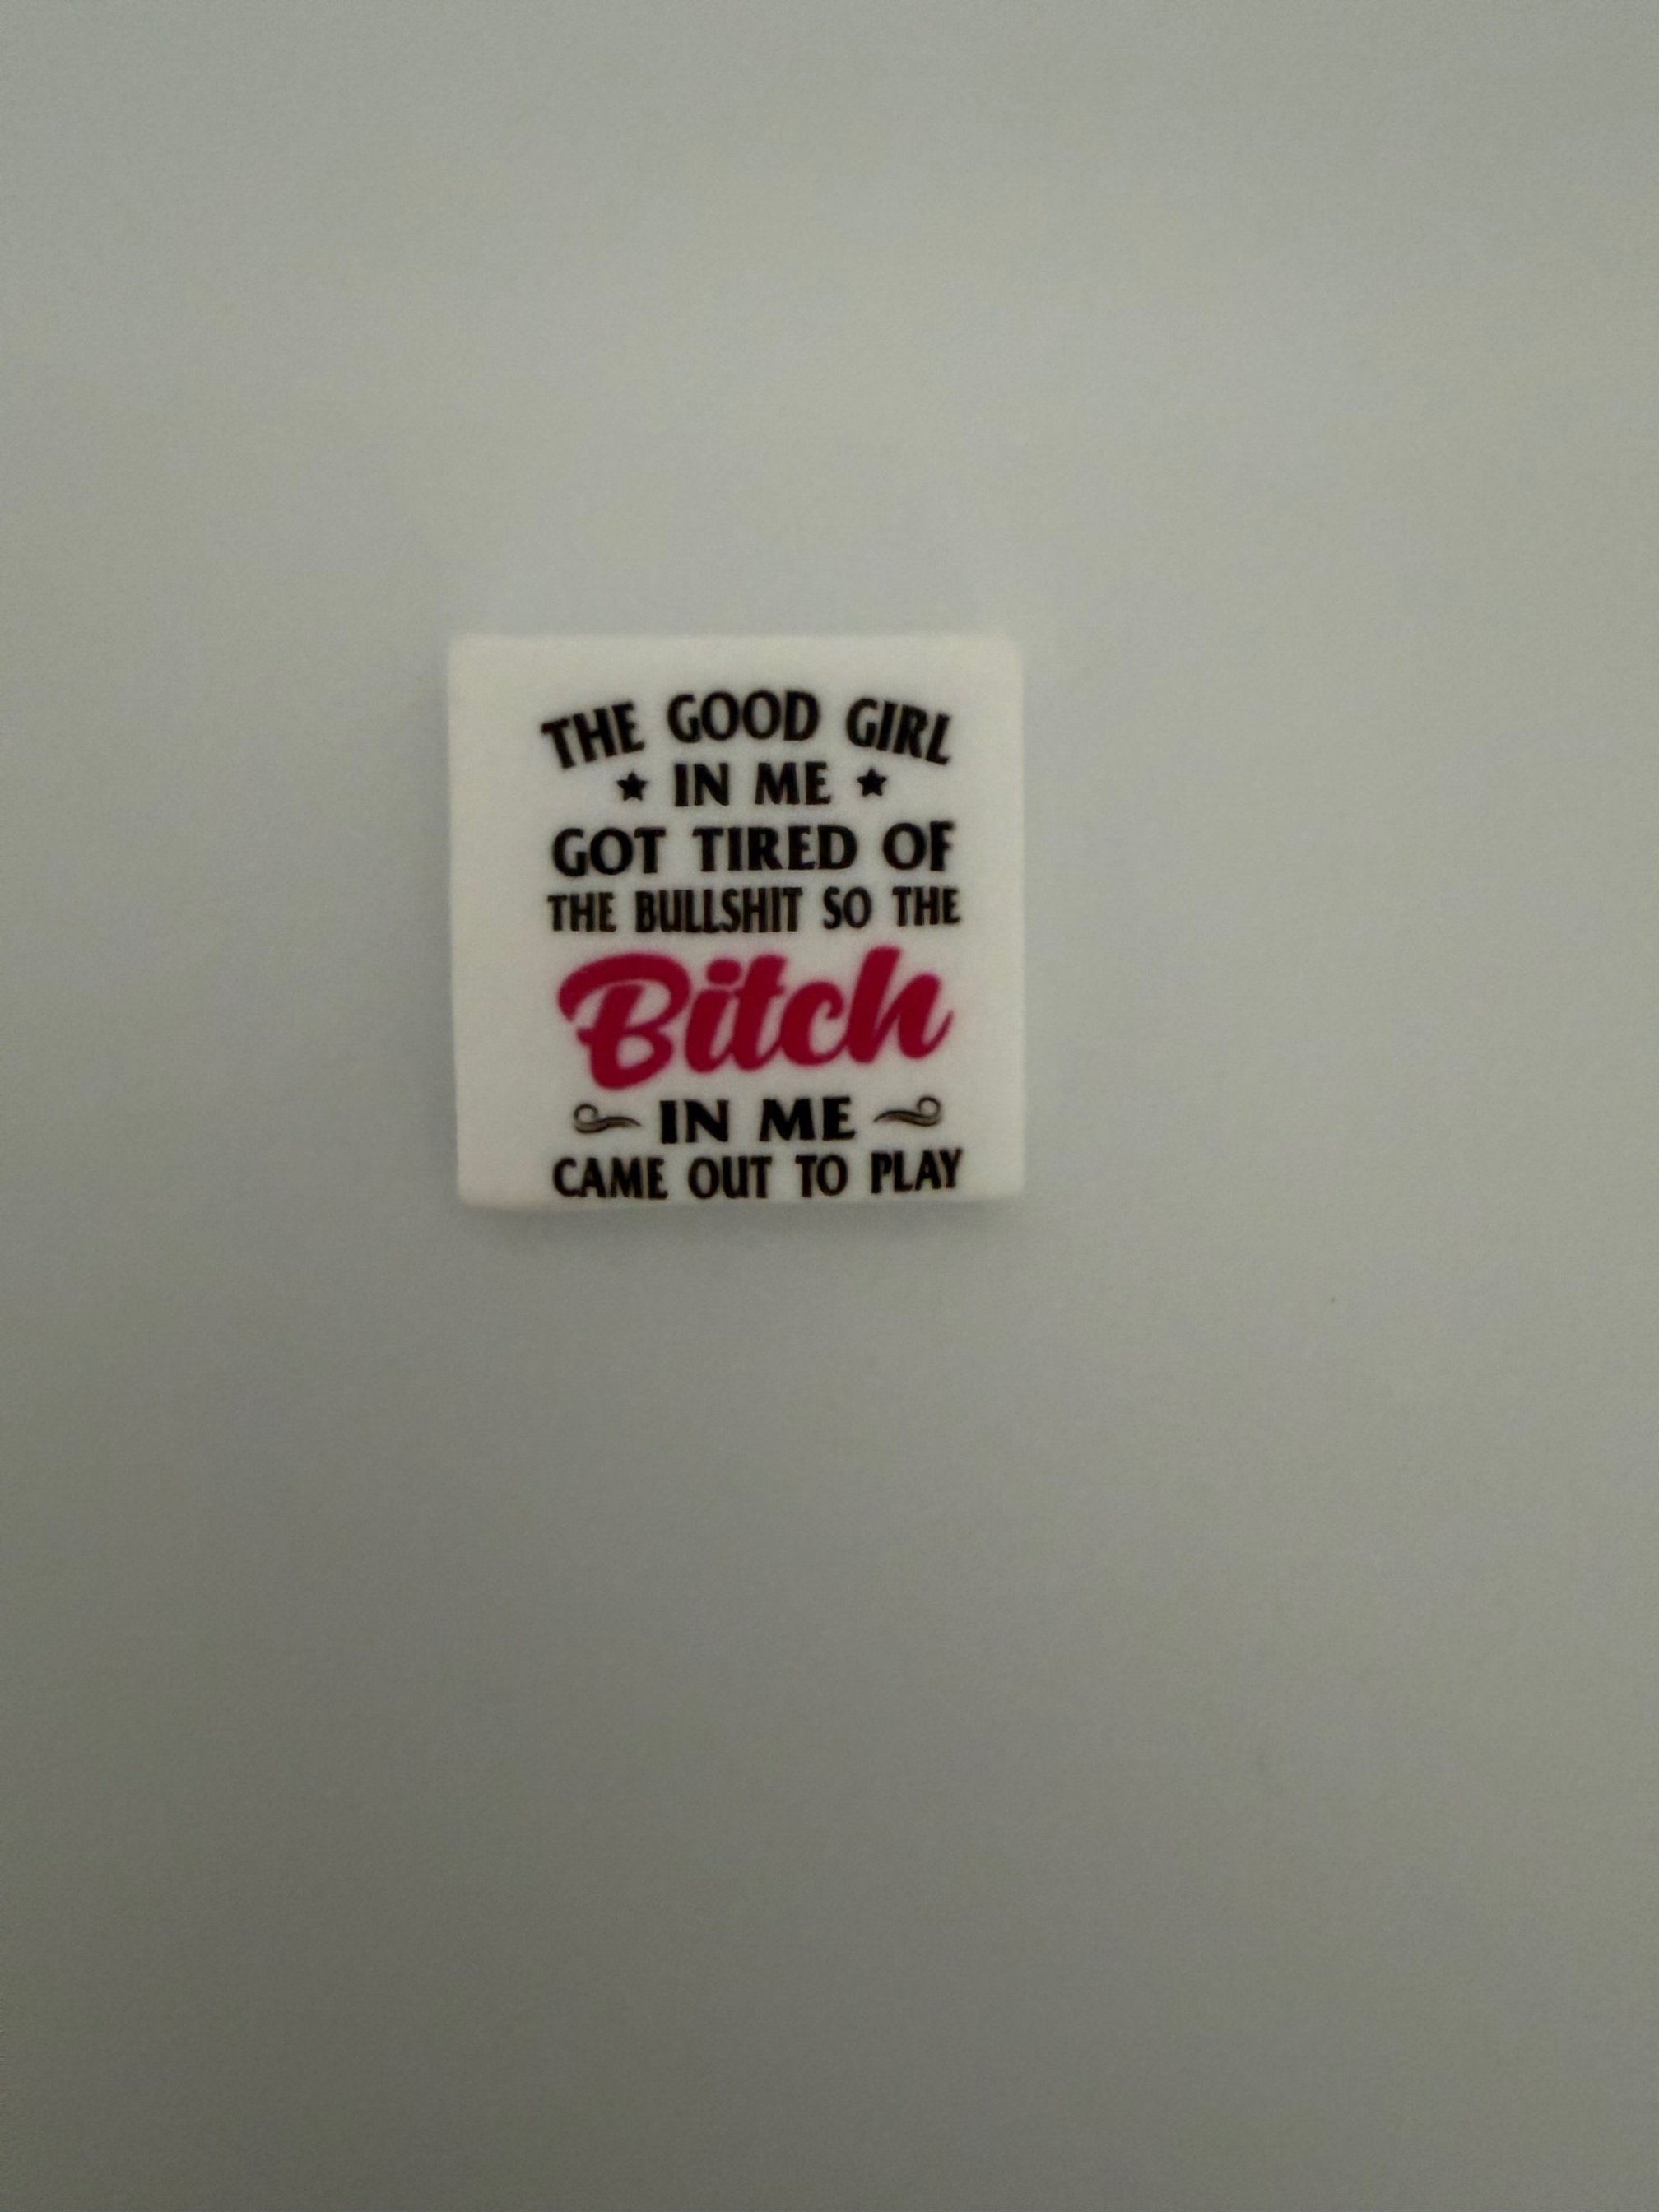 THE GOOD GIRL
★ IN ME ★
GOT TIRED OF
THE BULLSHIT SO THE
Bitch
IN ME
CAME OUT TO PLAY